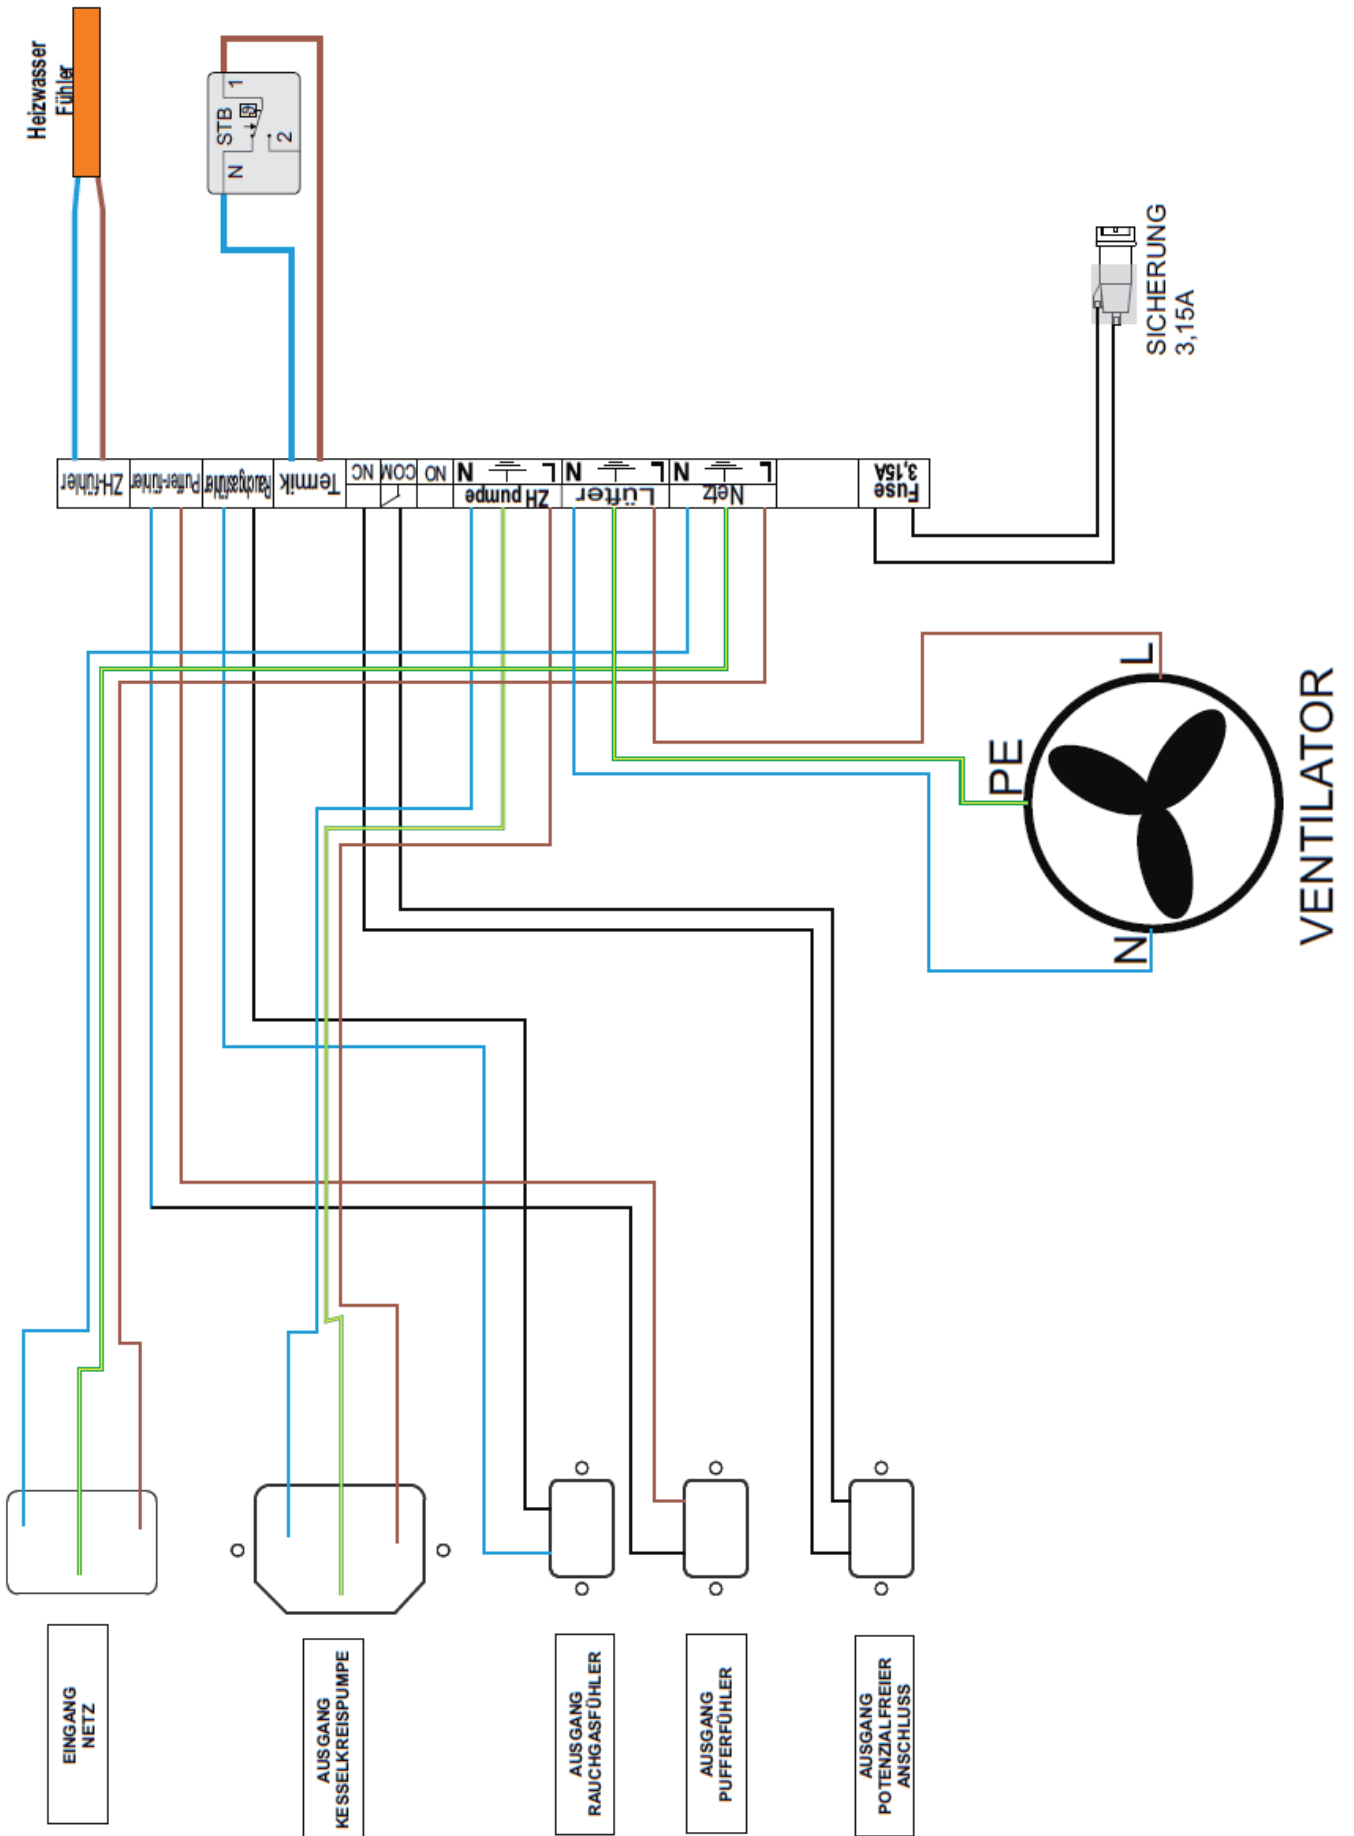 Heizwasser
Fühler
1
STB
N
2
SICHERUNG
3,15A
ZH-fühler
Puffer-fühler
Rauchgasfühler
Termik
NC
COM
NO
N
L
ZH pumpe
N
L
Lüfter
N
L
Netz
Fuse
3,15A
L
PE
N
VENTILATOR
EINGANG
NETZ
AUSGANG
KESSELKREISPUMPE
AUSGANG
RAUCHGASFÜHLER
AUSGANG
PUFFERFÜHLER
AUSGANG
POTENZIALFREIER
ANSCHLUSS